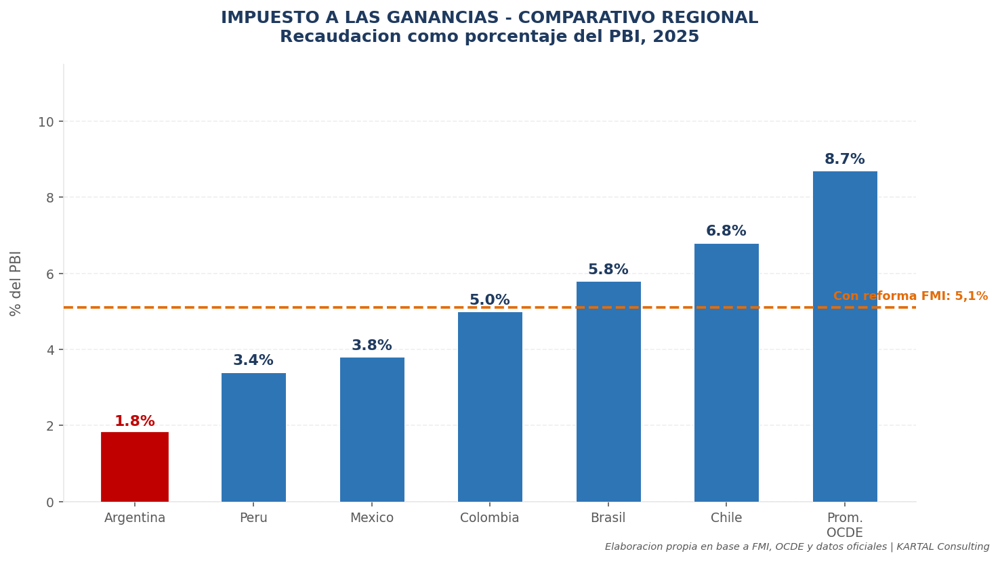 IMPUESTO A LAS GANANCIAS - COMPARATIVO REGIONAL
Recaudacion como porcentaje del PBI, 2025
% del PBI
10
8
6
4
2
0
1.8%
3.4%
3.8%
5.0%
5.8%
6.8%
8.7%
Con reforma FMI: 5,1%
Argentina
Peru
Mexico
Colombia
Brasil
Chile
Prom.
OCDE
Elaboracion propia en base a FMI, OCDE y datos oficiales | KARTAL Consulting